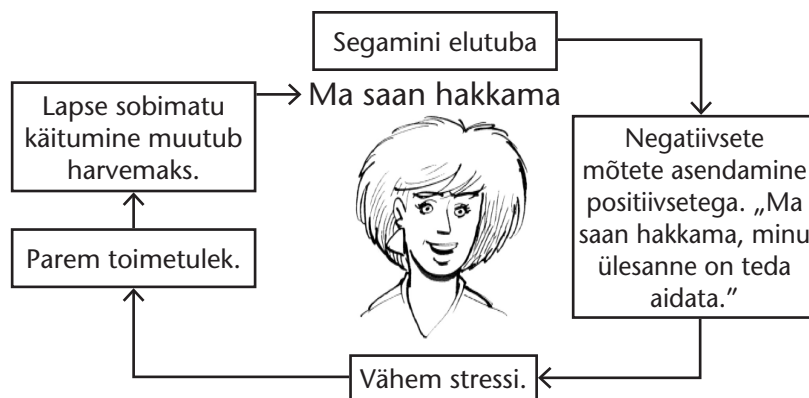 Segamini elutuba
Ma saan hakkama
Negatiivsete
mõtete asendamine
positiivsetega. „Ma
saan hakkama, minu
ülesanne on teda
aidata.”
Vähem stressi.
Parem toimetulek.
Lapse sobimatu
käitumine muutub
harvemaks.